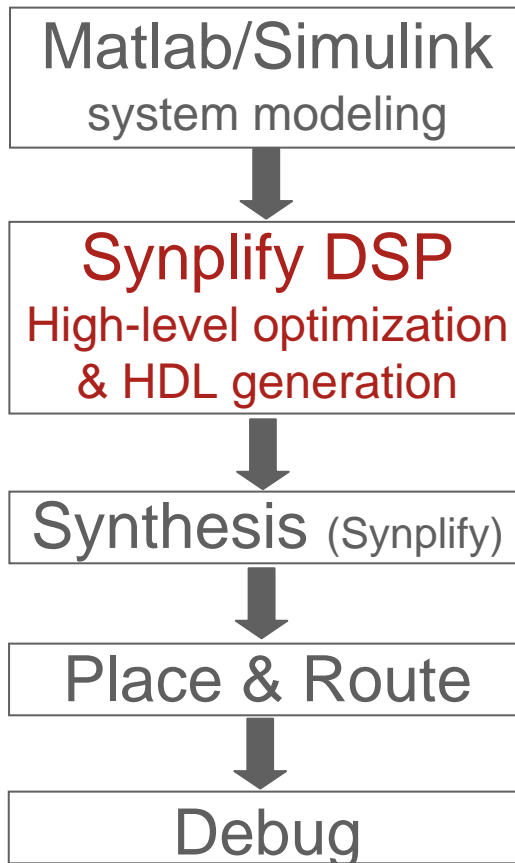 Matlab/Simulink
system modeling
Synplify DSP
High-level optimization
& HDL generation
Synthesis (Synplify)
Place & Route
Debug